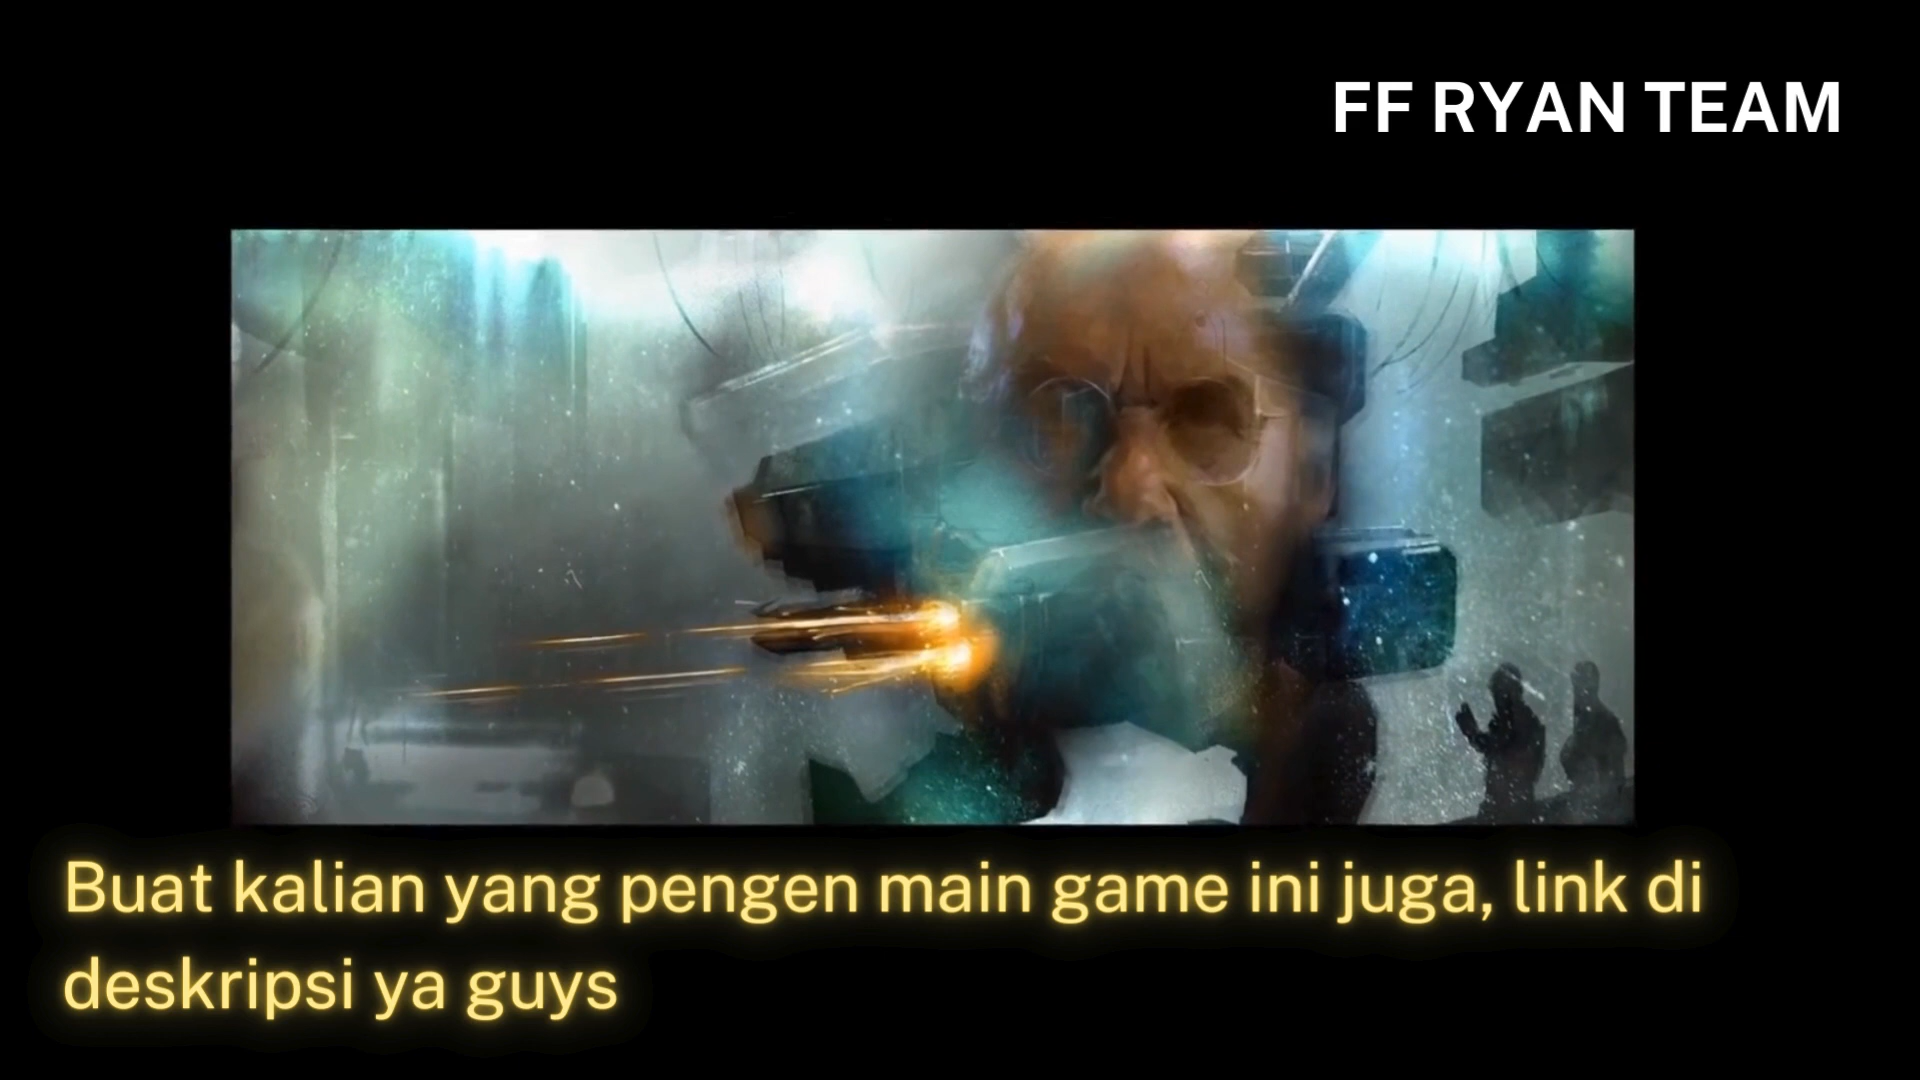 FF RYAN TEAM
Buat kalian yang pengen main game ini juga, link di
deskripsi ya guys